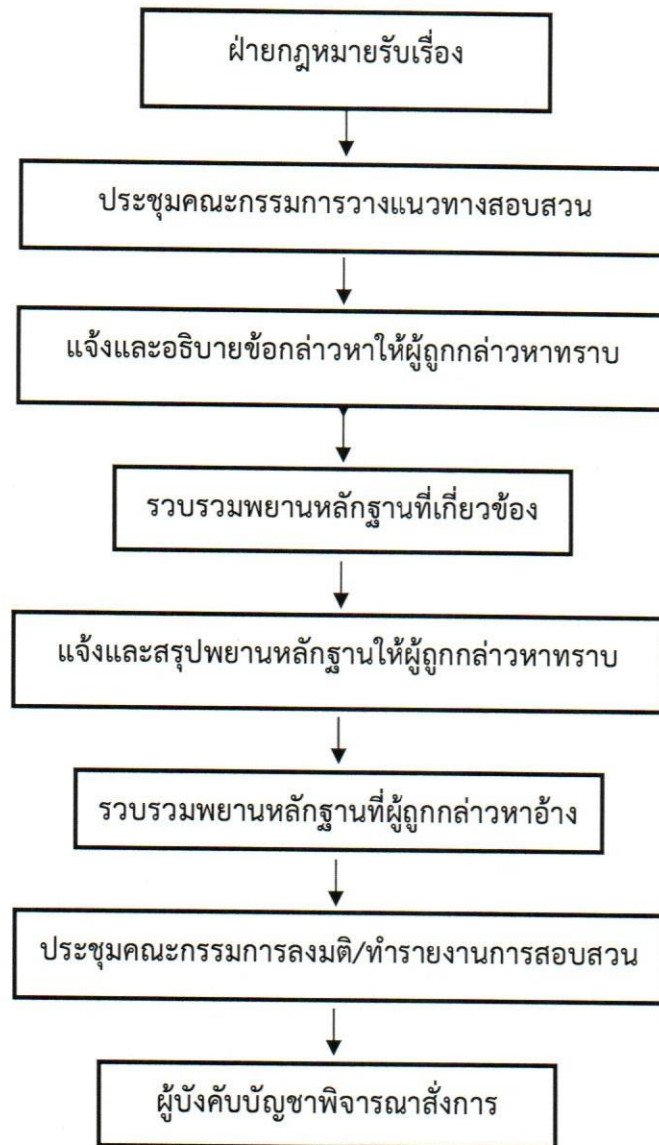 ฝ่ายกฎหมายรับเรื่อง
ประชุมคณะกรรมการวางแนวทางสอบสวน
แจ้งและอธิบายข้อกล่าวหาให้ผู้ถูกกล่าวหาทราบ
รวบรวมพยานหลักฐานที่เกี่ยวข้อง
แจ้งและสรุปพยานหลักฐานให้ผู้ถูกกล่าวหาทราบ
รวบรวมพยานหลักฐานที่ผู้ถูกกล่าวหาอ้าง
ประชุมคณะกรรมการลงมติ/ทำรายงานการสอบสวน
ผู้บังคับบัญชาพิจารณาสั่งการ